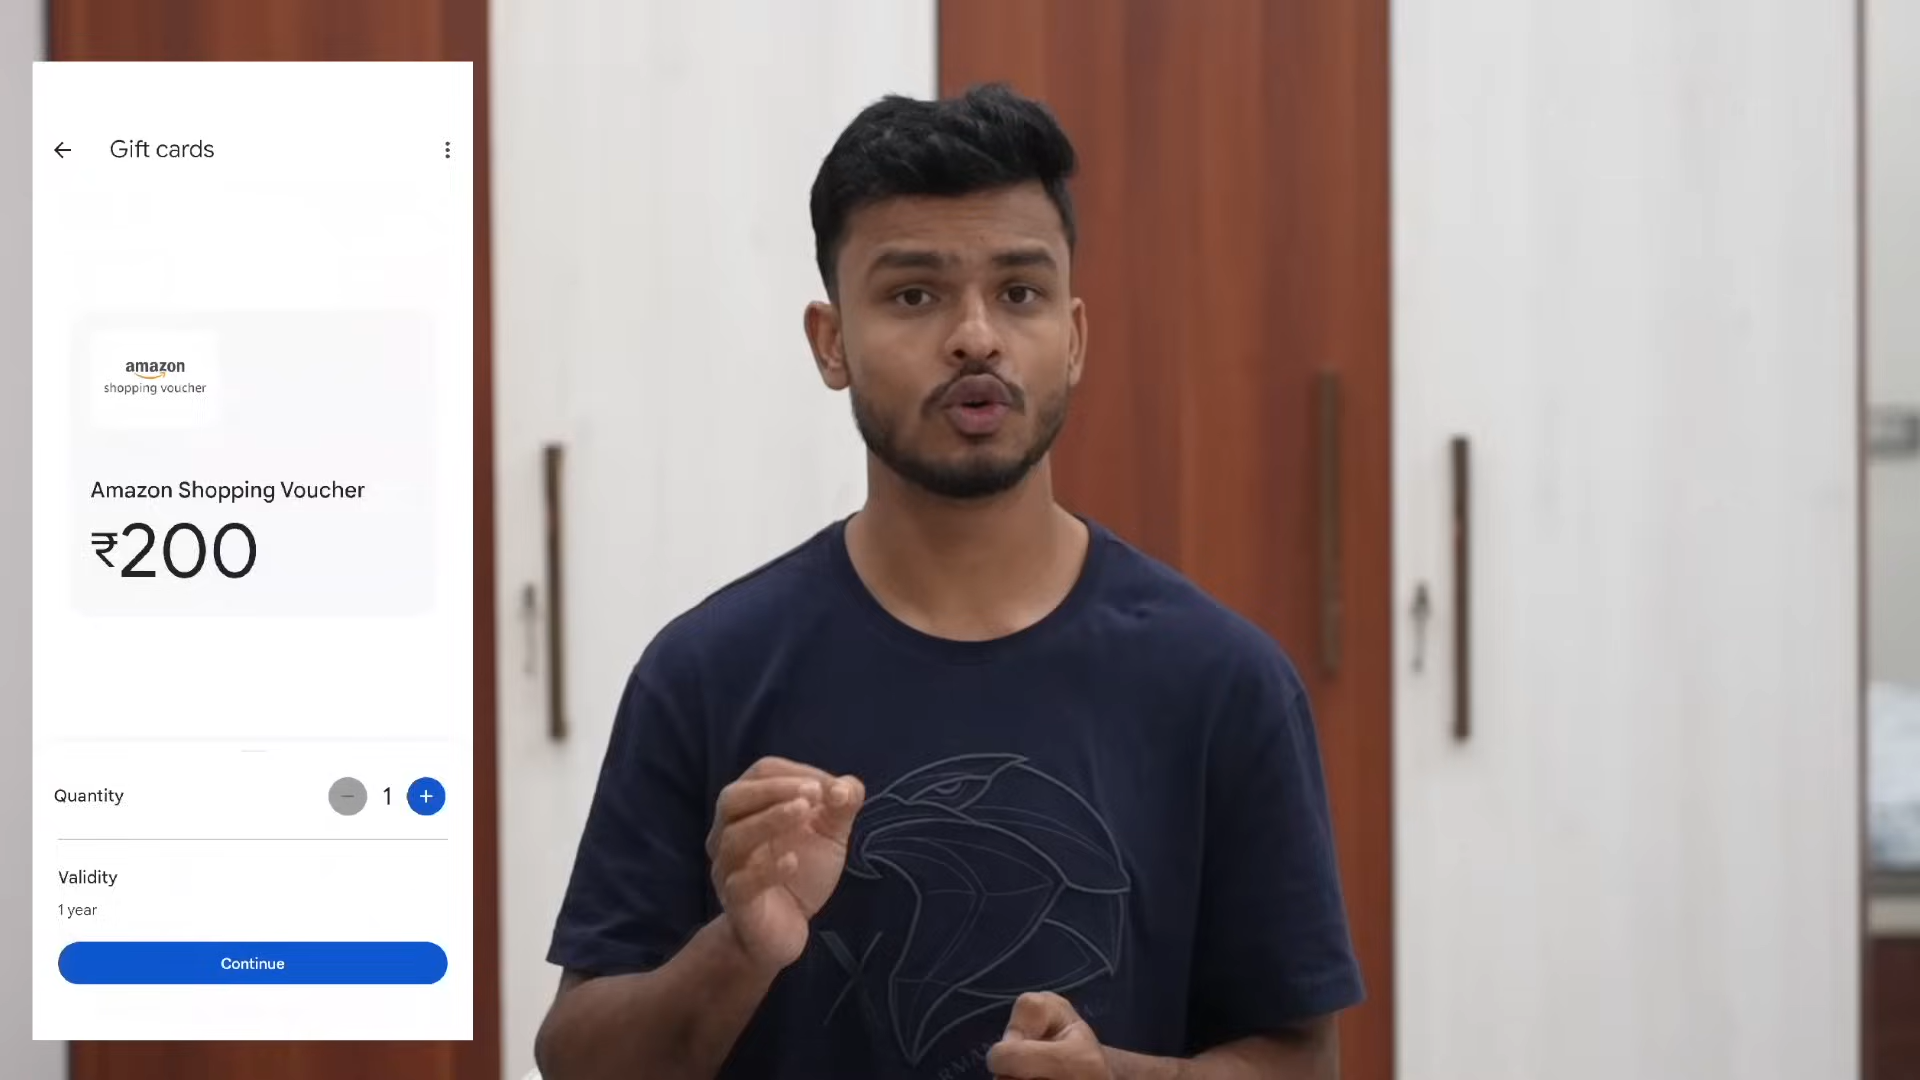 Gift cards
amazon
shopping voucher
Amazon Shopping Voucher
₹200
Quantity
1
Validity
1 year
Continue